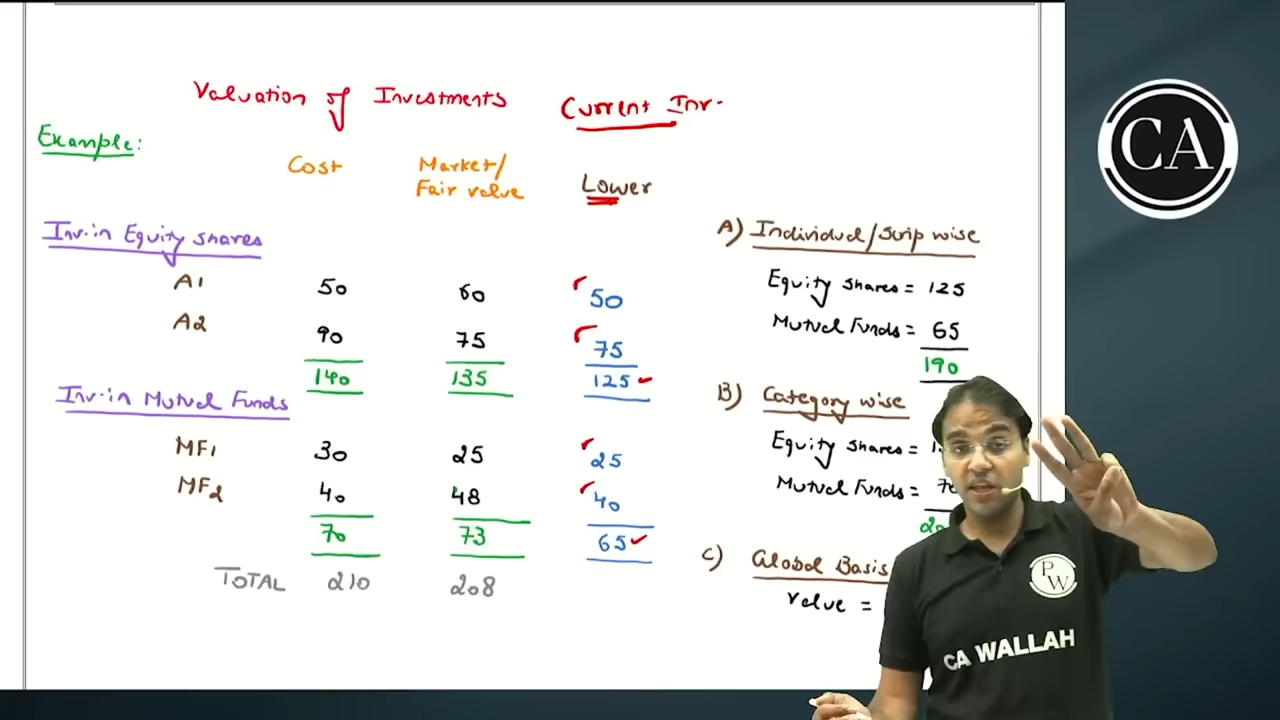 Valuation of Investments Current Inv.
Example:
Cost Market/ Fair value Lower
Inv. in Equity shares
A1 50 60 50
A2 90 75 75
140 135 125
Inv. in Mutual Funds
MF1 30 25 25
MF2 40 48 40
70 73 65
TOTAL 210 208
A) Individual/Scrip wise
Equity shares = 125
Mutual Funds = 65
190
B) Category wise
Equity shares =
Mutual Funds =
C) Global Basis
Value =
CA
PW
CA WALLAH